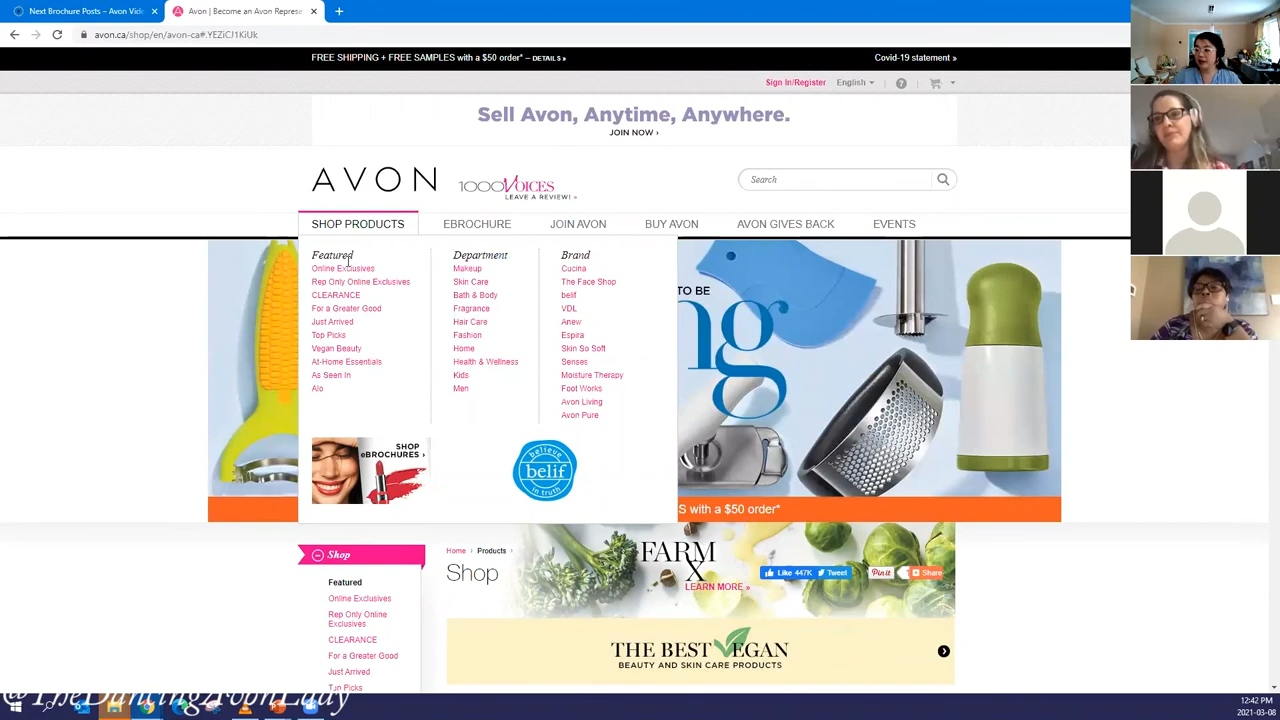 Next Brochure Posts – Avon Vide
Avon | Become an Avon Represe
avon.ca/shop/en/avon-ca#.YEZiCJ1KiUk
FREE SHIPPING + FREE SAMPLES with a $50 order* – DETAILS »
Covid-19 statement »
Sign In/Register
English
Sell Avon, Anytime, Anywhere.
JOIN NOW ›
AVON
1000 Voices
LEAVE A REVIEW! »
Search
SHOP PRODUCTS
EBROCHURE
JOIN AVON
BUY AVON
AVON GIVES BACK
EVENTS
Featured
Online Exclusives
Rep Only Online Exclusives
CLEARANCE
For a Greater Good
Just Arrived
Top Picks
Vegan Beauty
At-Home Essentials
As Seen In
Alo
Department
Makeup
Skin Care
Bath & Body
Fragrance
Hair Care
Fashion
Home
Health & Wellness
Kids
Men
Brand
Cucina
The Face Shop
belif
VDL
Anew
Espira
Skin So Soft
Senses
Moisture Therapy
Foot Works
Avon Living
Avon Pure
SHOP
eBROCHURES ›
believe
belif
in truth
TO BE
ng
S with a $50 order*
Shop
Featured
Online Exclusives
Rep Only Online
Exclusives
CLEARANCE
For a Greater Good
Just Arrived
Top Picks
Home › Products ›
Shop
FARM
X
LEARN MORE »
Like 447K
Tweet
Pin it
Share
THE BEST VEGAN
BEAUTY AND SKIN CARE PRODUCTS
@TheDancingAvonLady
12:42 PM
2021-03-08